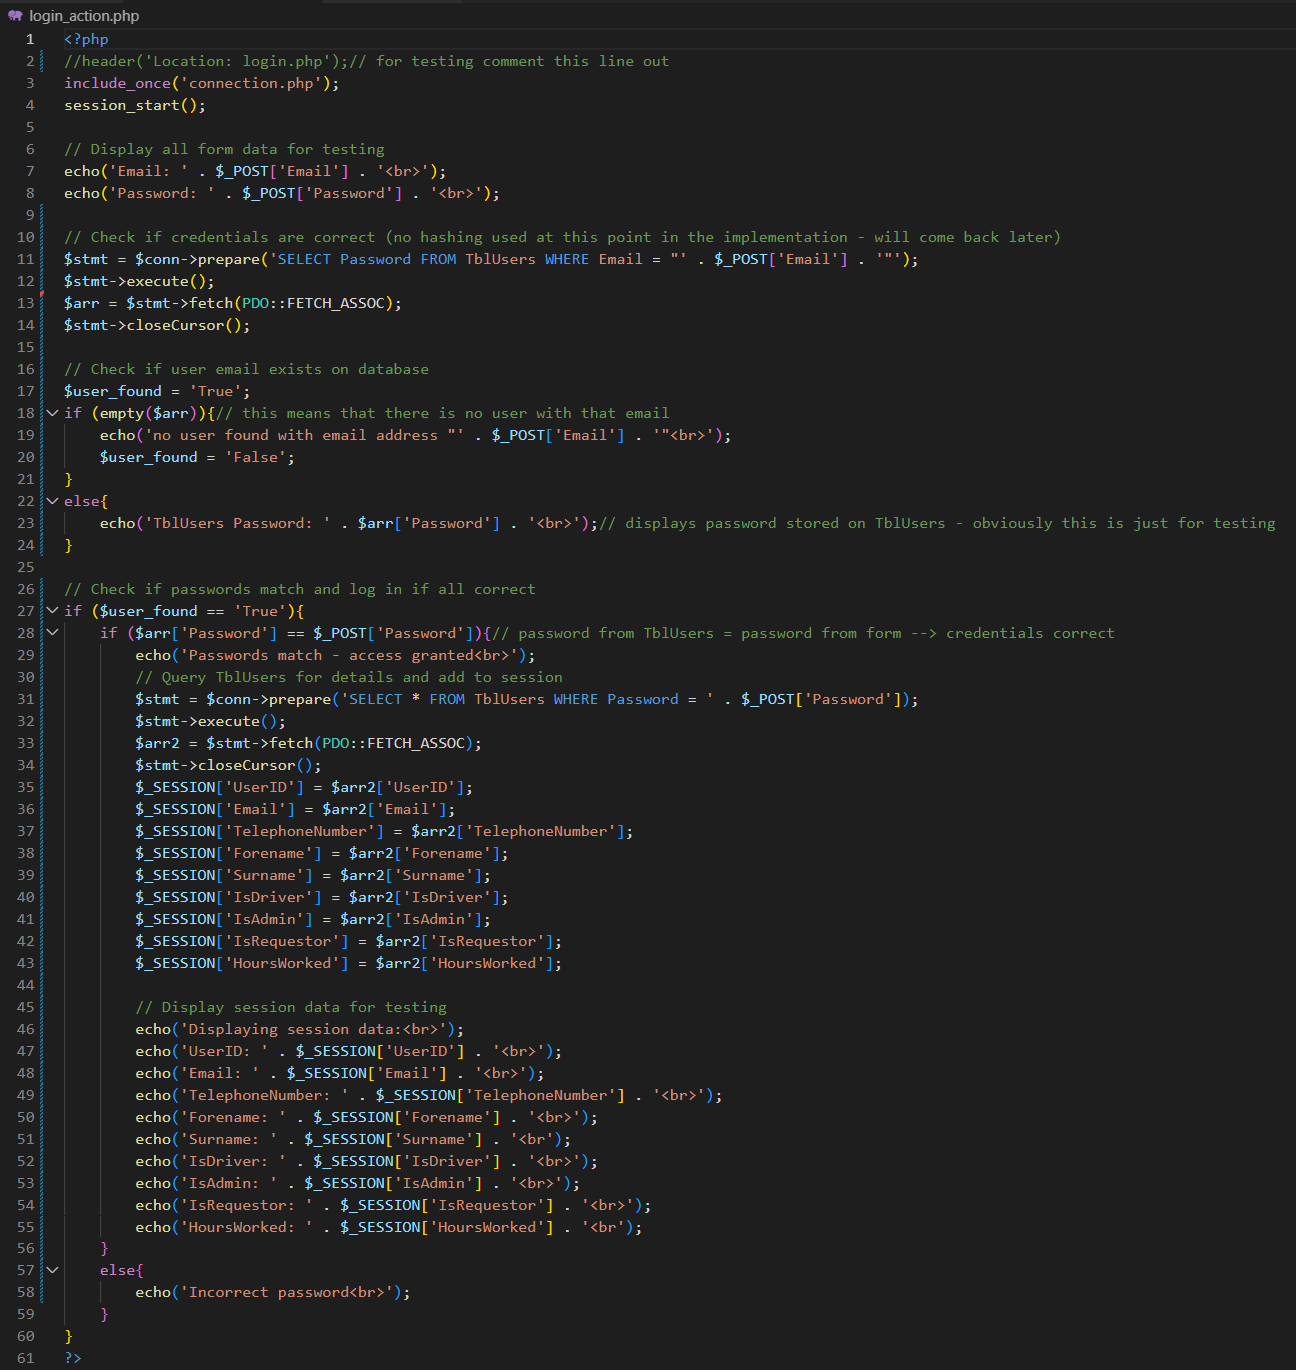 login_action.php
1 <?php
2 //header('Location: login.php');// for testing comment this line out
3 include_once('connection.php');
4 session_start();
5
6 // Display all form data for testing
7 echo('Email: ' . $_POST['Email'] . '<br>');
8 echo('Password: ' . $_POST['Password'] . '<br>');
9
10 // Check if credentials are correct (no hashing used at this point in the implementation - will come back later)
11 $stmt = $conn->prepare('SELECT Password FROM TblUsers WHERE Email = "' . $_POST['Email'] . '"');
12 $stmt->execute();
13 $arr = $stmt->fetch(PDO::FETCH_ASSOC);
14 $stmt->closeCursor();
15
16 // Check if user email exists on database
17 $user_found = 'True';
18 if (empty($arr)){// this means that there is no user with that email
19     echo('no user found with email address "' . $_POST['Email'] . '"<br>');
20     $user_found = 'False';
21 }
22 else{
23     echo('TblUsers Password: ' . $arr['Password'] . '<br>');// displays password stored on TblUsers - obviously this is just for testing
24 }
25
26 // Check if passwords match and log in if all correct
27 if ($user_found == 'True'){
28     if ($arr['Password'] == $_POST['Password']){// password from TblUsers = password from form --> credentials correct
29         echo('Passwords match - access granted<br>');
30         // Query TblUsers for details and add to session
31         $stmt = $conn->prepare('SELECT * FROM TblUsers WHERE Password = ' . $_POST['Password']);
32         $stmt->execute();
33         $arr2 = $stmt->fetch(PDO::FETCH_ASSOC);
34         $stmt->closeCursor();
35         $_SESSION['UserID'] = $arr2['UserID'];
36         $_SESSION['Email'] = $arr2['Email'];
37         $_SESSION['TelephoneNumber'] = $arr2['TelephoneNumber'];
38         $_SESSION['Forename'] = $arr2['Forename'];
39         $_SESSION['Surname'] = $arr2['Surname'];
40         $_SESSION['IsDriver'] = $arr2['IsDriver'];
41         $_SESSION['IsAdmin'] = $arr2['IsAdmin'];
42         $_SESSION['IsRequestor'] = $arr2['IsRequestor'];
43         $_SESSION['HoursWorked'] = $arr2['HoursWorked'];
44
45         // Display session data for testing
46         echo('Displaying session data:<br>');
47         echo('UserID: ' . $_SESSION['UserID'] . '<br>');
48         echo('Email: ' . $_SESSION['Email'] . '<br>');
49         echo('TelephoneNumber: ' . $_SESSION['TelephoneNumber'] . '<br>');
50         echo('Forename: ' . $_SESSION['Forename'] . '<br>');
51         echo('Surname: ' . $_SESSION['Surname'] . '<br');
52         echo('IsDriver: ' . $_SESSION['IsDriver'] . '<br>');
53         echo('IsAdmin: ' . $_SESSION['IsAdmin'] . '<br>');
54         echo('IsRequestor: ' . $_SESSION['IsRequestor'] . '<br>');
55         echo('HoursWorked: ' . $_SESSION['HoursWorked'] . '<br');
56     }
57     else{
58         echo('Incorrect password<br>');
59     }
60 }
61 ?>